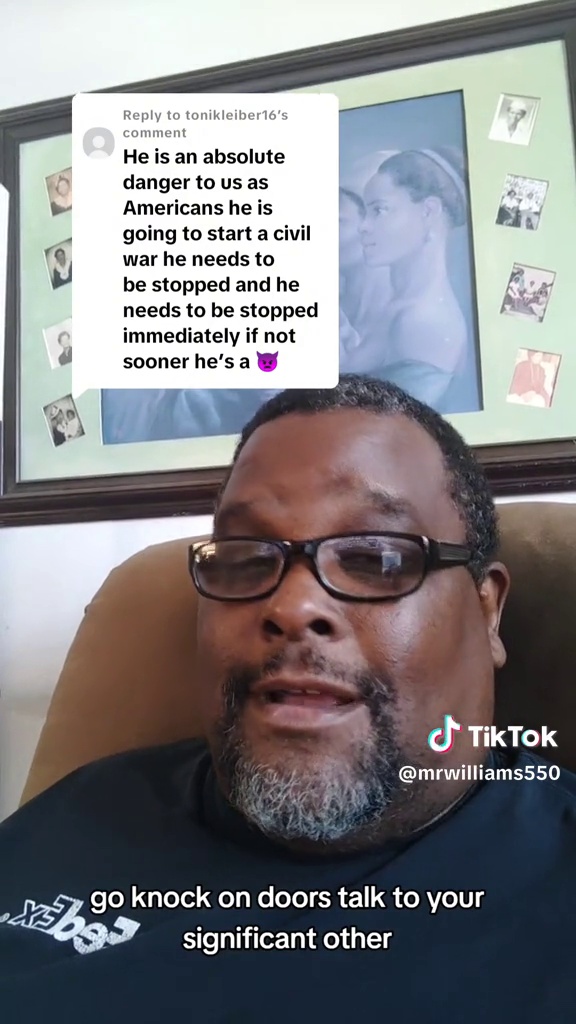 Reply to tonikleiber16's
comment
He is an absolute
danger to us as
Americans he is
going to start a civil
war he needs to
be stopped and he
needs to be stopped
immediately if not
sooner he's a 👿
TikTok
@mrwilliams550
go knock on doors talk to your
significant other
FedEx